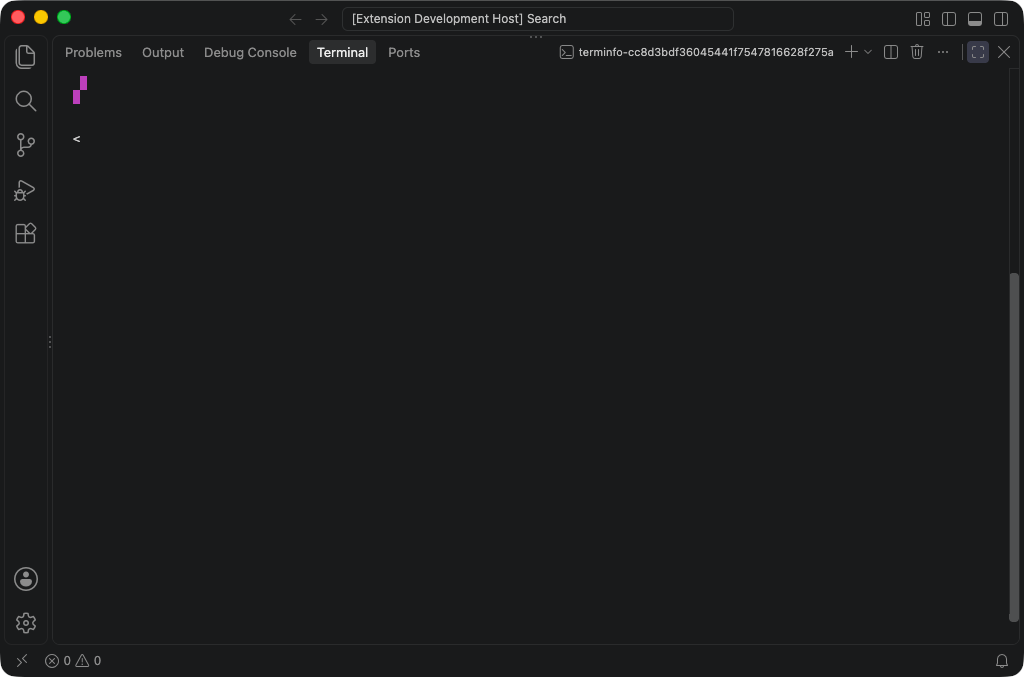 [Extension Development Host] Search
Problems Output Debug Console Terminal Ports terminfo-cc8d3bdf36045441f7547816628f275a
<
0 0